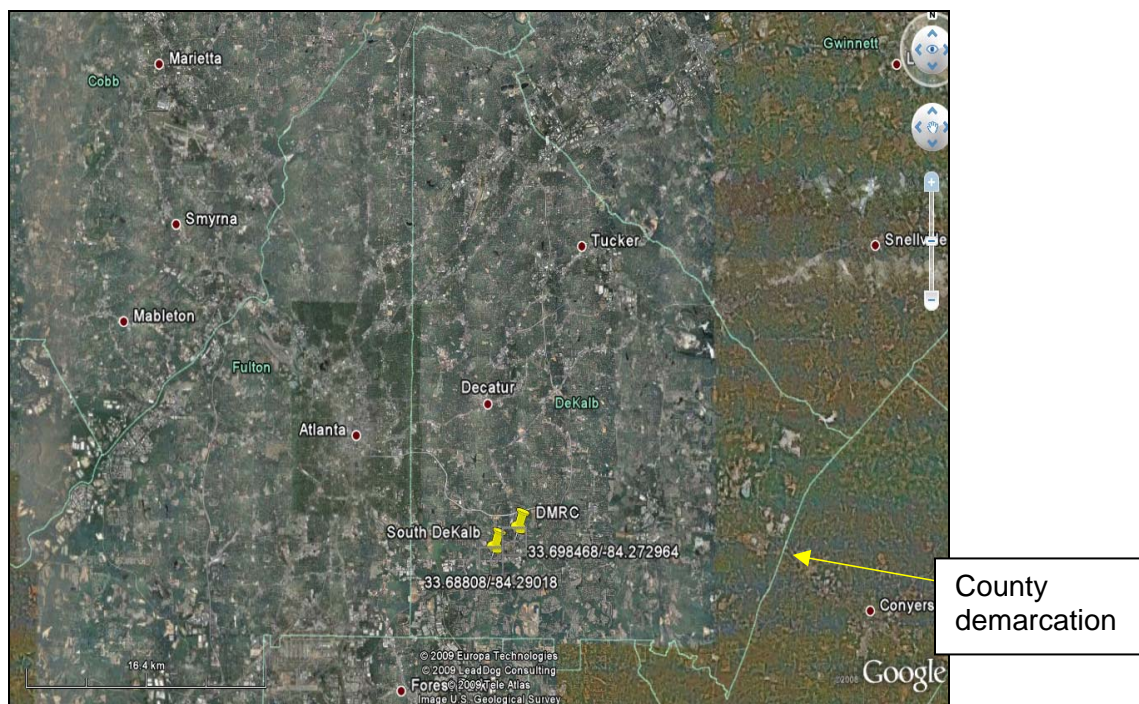 N
Gwinnett
Marietta
Cobb
Smyrna
Tucker
Mableton
Fulton
Decatur
DeKalb
Atlanta
DMRC
South DeKalb
33.698468/-84.272964
33.68808/-84.29018
County
demarcation
Conyers
16.4 km
© 2009 Europa Technologies
© 2009 LeadDog Consulting
© 2009 Tele Atlas
Image U.S. Geological Survey
©2008 Google